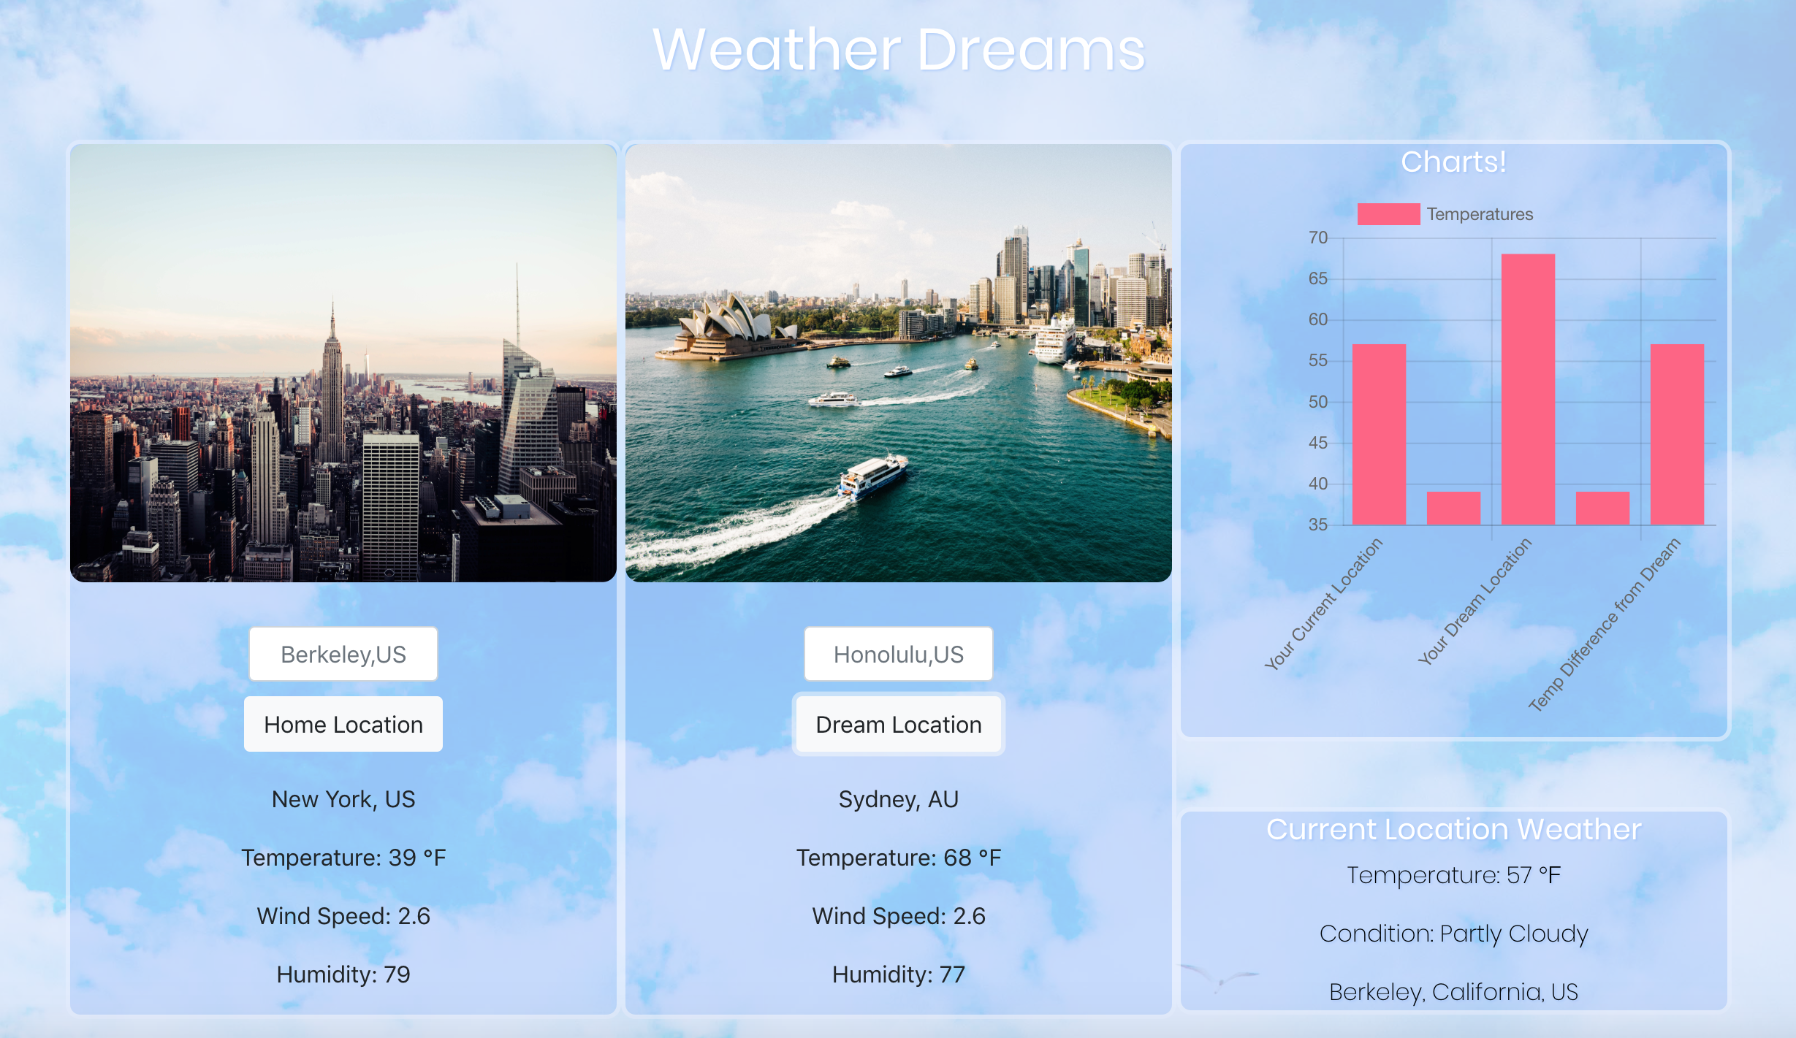 Weather Dreams
Berkeley,US
Home Location
New York, US
Temperature: 39 °F
Wind Speed: 2.6
Humidity: 79
Honolulu,US
Dream Location
Sydney, AU
Temperature: 68 °F
Wind Speed: 2.6
Humidity: 77
Charts!
Temperatures
70
65
60
55
50
45
40
35
Your Current Location
Your Dream Location
Temp Difference from Dream
Current Location Weather
Temperature: 57 °F
Condition: Partly Cloudy
Berkeley, California, US